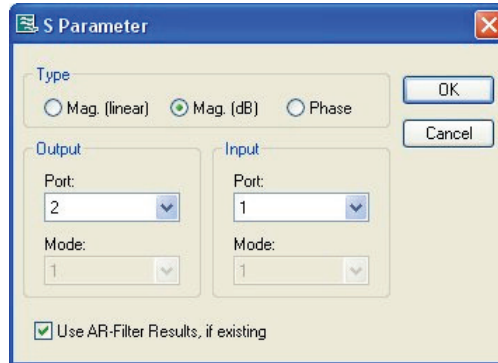 S Parameter
Type
Mag. (linear) Mag. (dB) Phase
OK
Cancel
Output
Port:
2
Mode:
1
Input
Port:
1
Mode:
1
Use AR-Filter Results, if existing